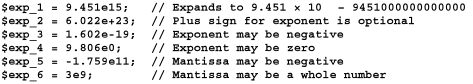 $exp_1 = 9.451e15; // Expands to 9.451 × 10 - 9451000000000000
$exp_2 = 6.022e+23; // Plus sign for exponent is optional
$exp_3 = 1.602e-19; // Exponent may be negative
$exp_4 = 9.806e0; // Exponent may be zero
$exp_5 = -1.759e11; // Mantissa may be negative
$exp_6 = 3e9; // Mantissa may be a whole number